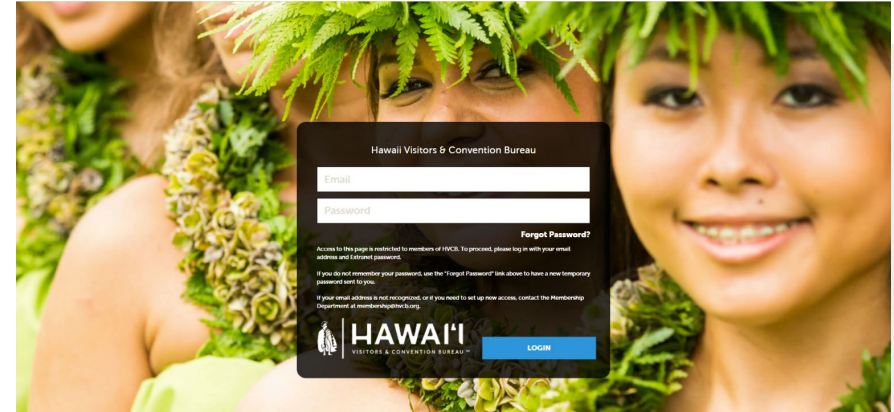 Hawaii Visitors & Convention Bureau
Email
Password
Forgot Password?
Access to this page is restricted to members of HVCB. To proceed, please log in with your email
address and Extranet password.
If you do not remember your password, use the "Forgot Password" link above to have a new temporary
password sent to you.
If your email address is not recognized, or if you need to set up new access, contact the Membership
Department at membership@hvcb.org.
HAWAIʻI
VISITORS & CONVENTION BUREAU™
LOGIN